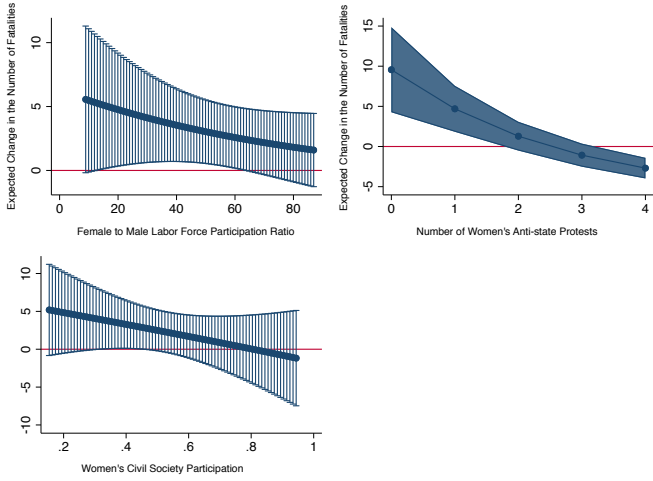 Expected Change in the Number of Fatalities
10
5
0
0 20 40 60 80
Female to Male Labor Force Participation Ratio
Expected Change in the Number of Fatalities
15
10
5
0
-5
0 1 2 3 4
Number of Women's Anti-state Protests
10
5
0
-5
-10
.2 .4 .6 .8 1
Women's Civil Society Participation